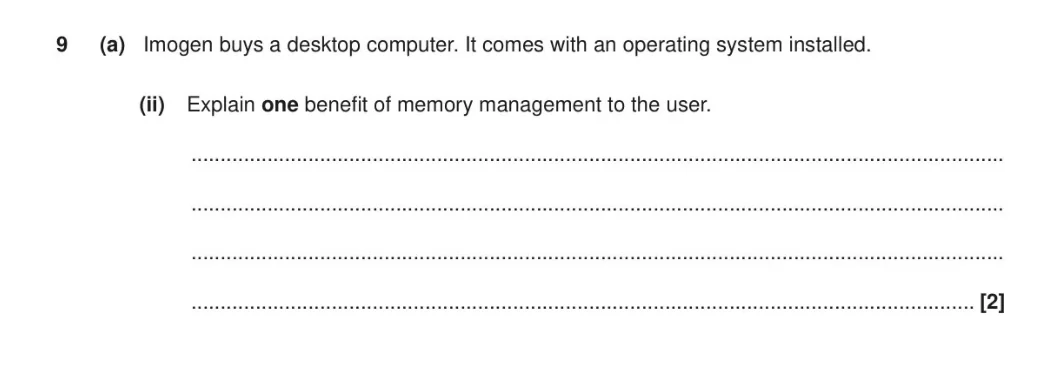 9 (a) Imogen buys a desktop computer. It comes with an operating system installed.
(ii) Explain one benefit of memory management to the user.
...................................................................................................................................
...................................................................................................................................
...................................................................................................................................
............................................................................................................................... [2]